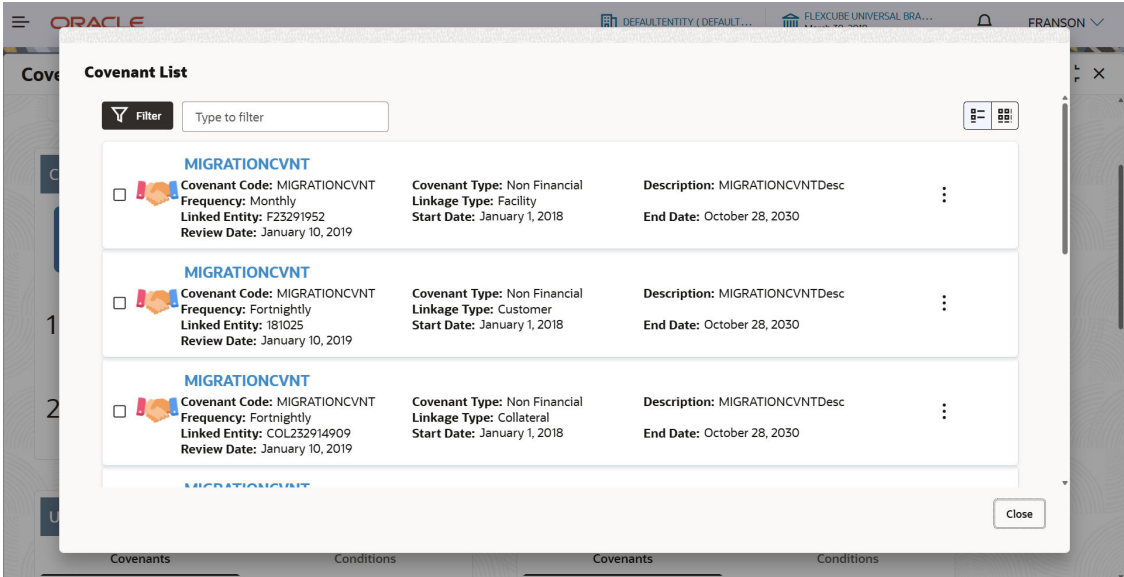 ORACLE
DEFAULTENTITY ( DEFAULT...
FLEXCUBE UNIVERSAL BRA...
March 30, 2018
FRANSON
Cove
Covenant List
Filter
Type to filter
MIGRATIONCVNT
Covenant Code: MIGRATIONCVNT Covenant Type: Non Financial Description: MIGRATIONCVNTDesc
Frequency: Monthly Linkage Type: Facility
Linked Entity: F23291952 Start Date: January 1, 2018 End Date: October 28, 2030
Review Date: January 10, 2019
MIGRATIONCVNT
Covenant Code: MIGRATIONCVNT Covenant Type: Non Financial Description: MIGRATIONCVNTDesc
Frequency: Fortnightly Linkage Type: Customer
Linked Entity: 181025 Start Date: January 1, 2018 End Date: October 28, 2030
Review Date: January 10, 2019
MIGRATIONCVNT
Covenant Code: MIGRATIONCVNT Covenant Type: Non Financial Description: MIGRATIONCVNTDesc
Frequency: Fortnightly Linkage Type: Collateral
Linked Entity: COL232914909 Start Date: January 1, 2018 End Date: October 28, 2030
Review Date: January 10, 2019
MIGRATIONCVNT
C
1
2
U
Close
Covenants Conditions Covenants Conditions